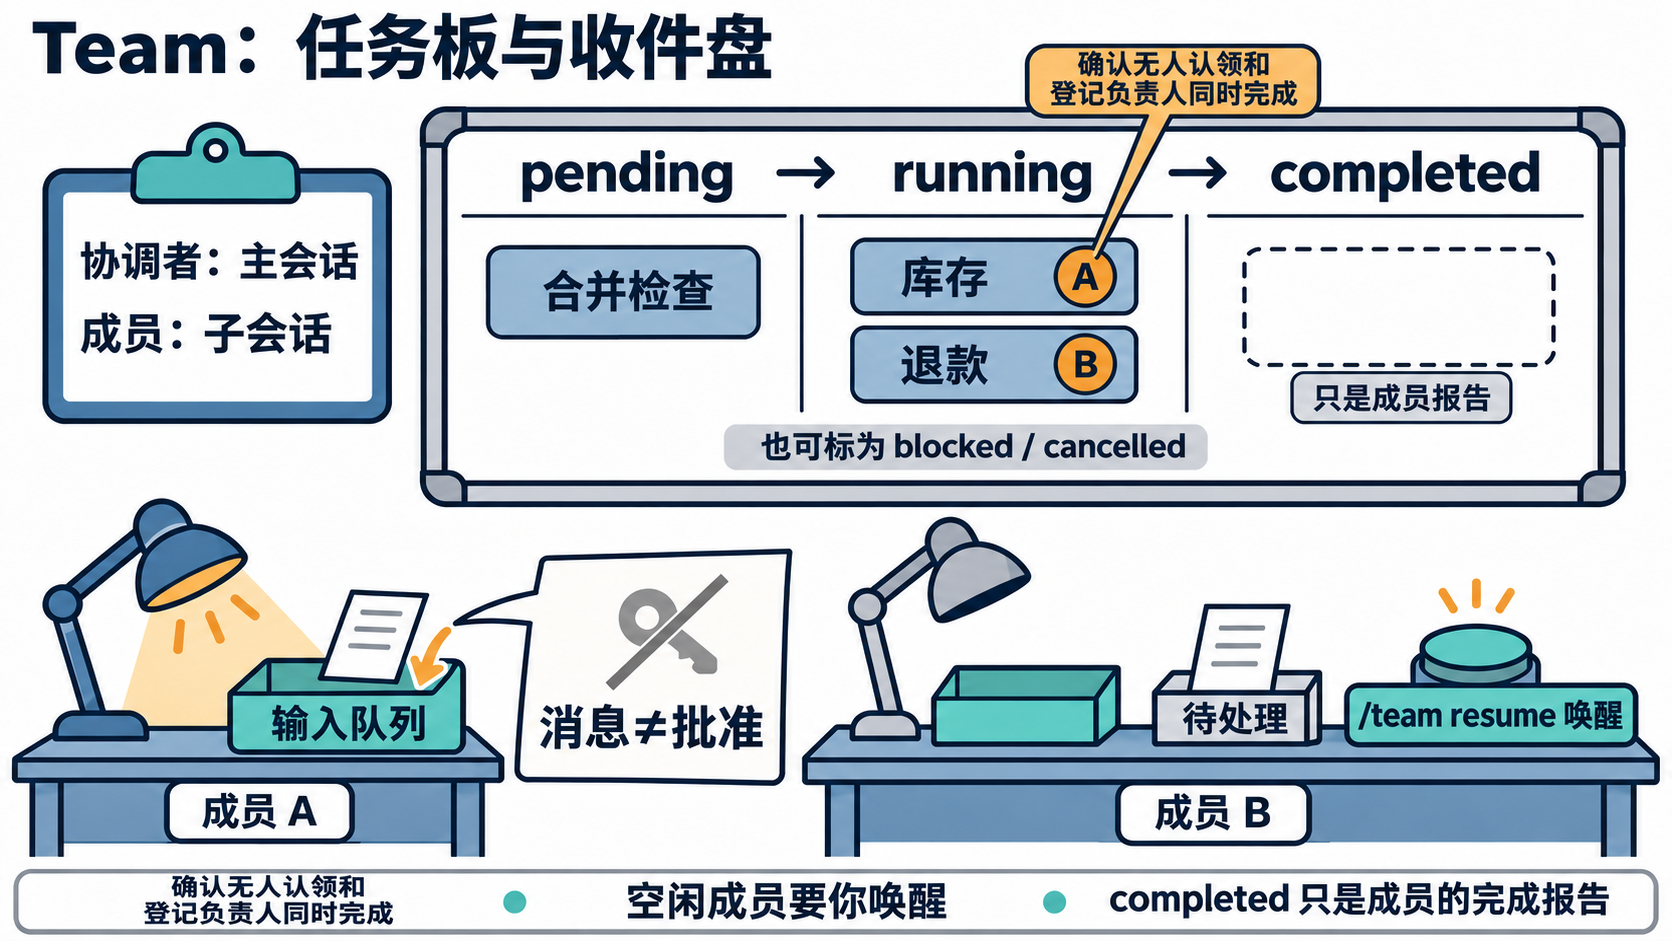 Team：任务板与收件盘
确认无人认领和
登记负责人同时完成
协调者：主会话
成员：子会话
pending → running → completed
合并检查
库存 A
退款 B
只是成员报告
也可标为 blocked / cancelled
输入队列
消息≠批准
待处理
/team resume 唤醒
成员 A
成员 B
确认无人认领和
登记负责人同时完成
空闲成员要你唤醒
completed 只是成员的完成报告